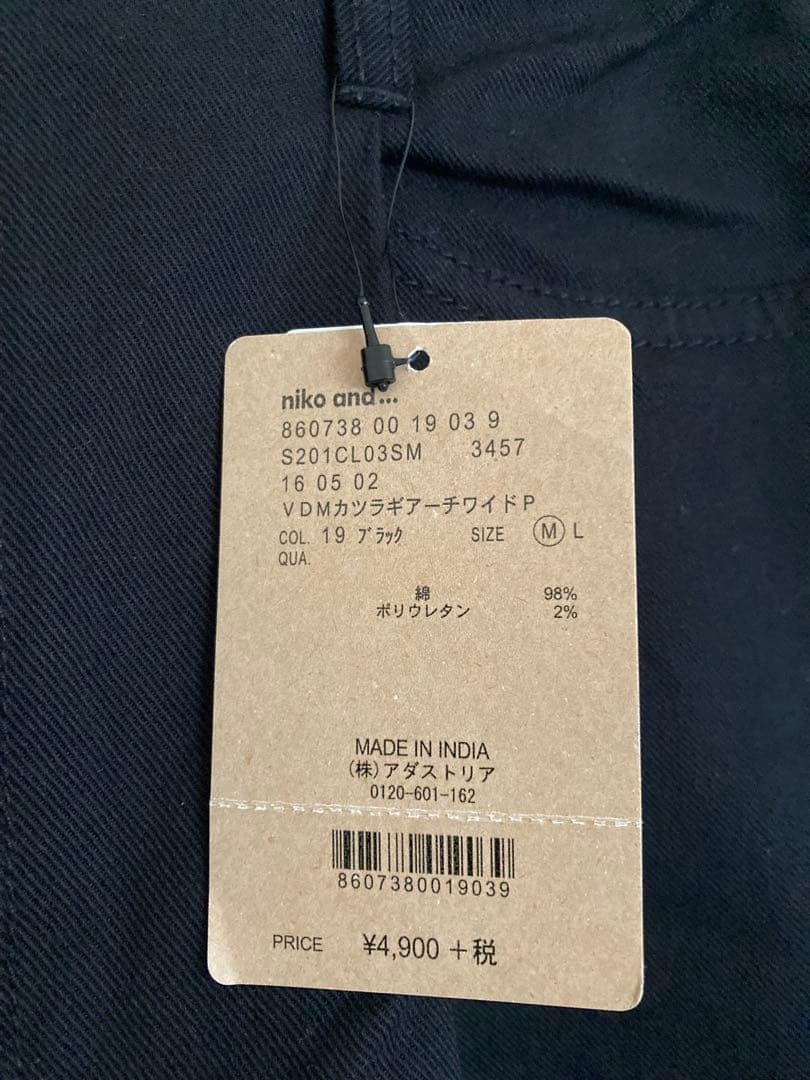 niko and...
860738 00 19 03 9
S201CL03SM 3457
16 05 02
VDMカツラギアーチワイドP
COL. 19 ﾌﾞﾗｯｸ SIZE M L
QUA.
綿 98%
ポリウレタン 2%
MADE IN INDIA
(株)アダストリア
0120-601-162
8607380019039
PRICE ¥4,900 +税